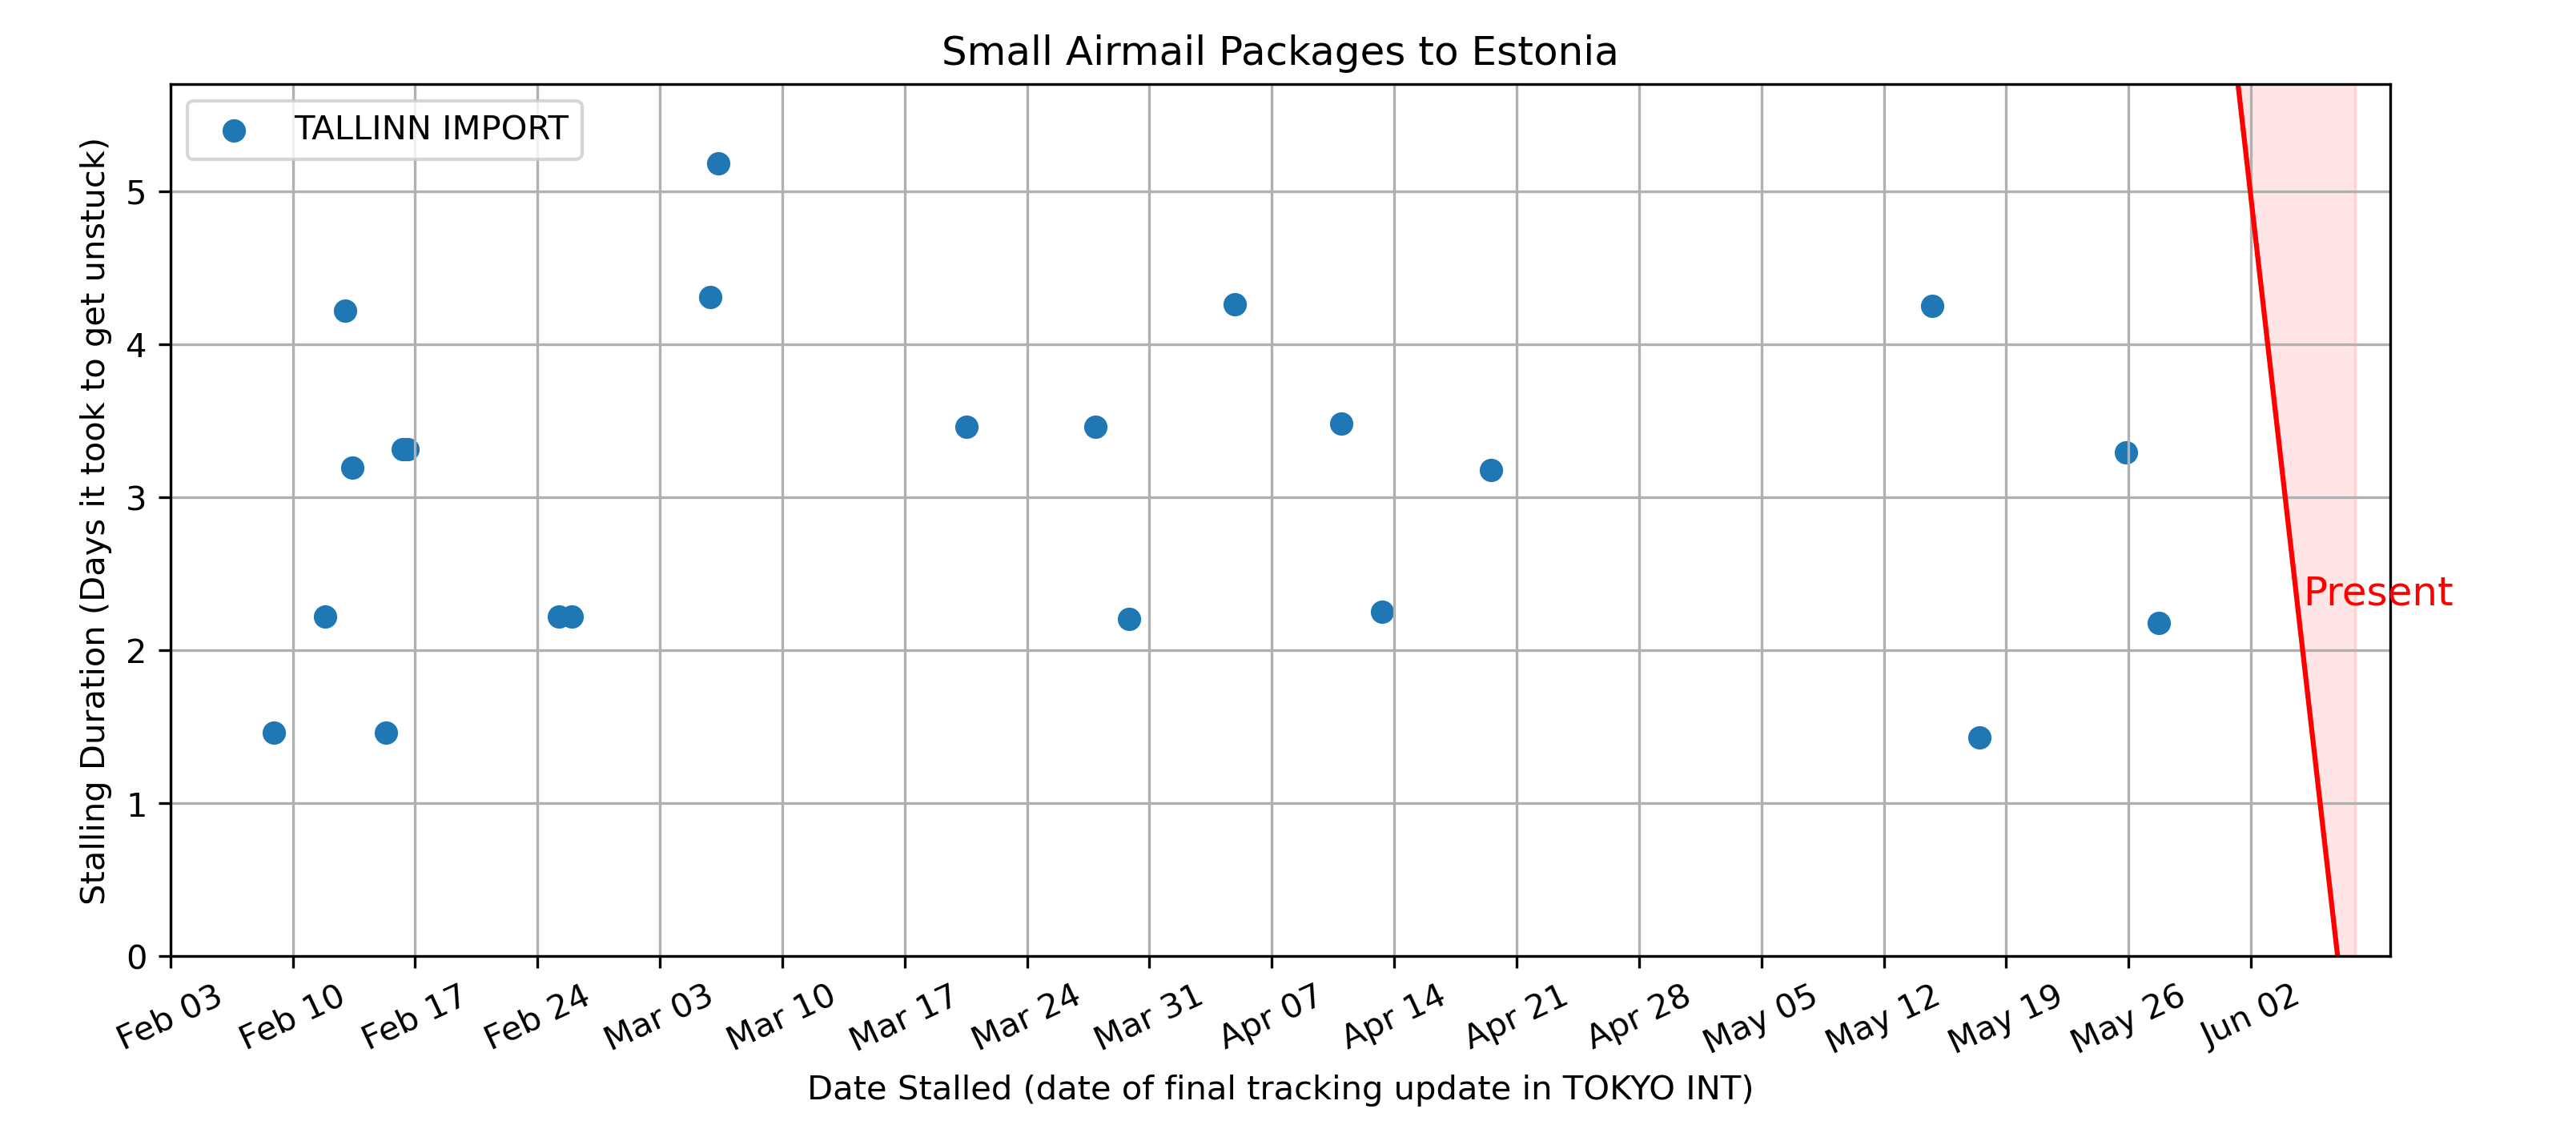 Small Airmail Packages to Estonia
TALLINN IMPORT
Stalling Duration (Days it took to get unstuck)
5
4
3
2
1
0
Present
Feb 03
Feb 10
Feb 17
Feb 24
Mar 03
Mar 10
Mar 17
Mar 24
Mar 31
Apr 07
Apr 14
Apr 21
Apr 28
May 05
May 12
May 19
May 26
Jun 02
Date Stalled (date of final tracking update in TOKYO INT)